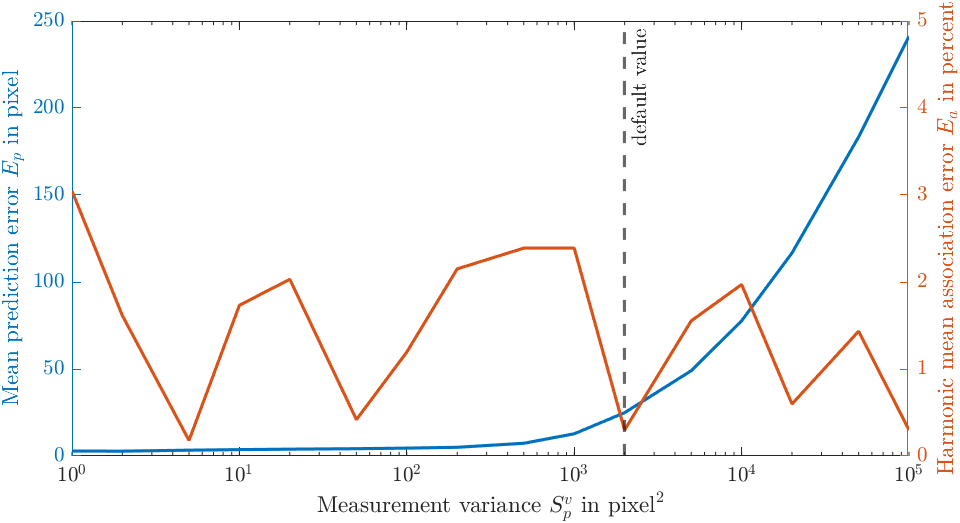 Mean prediction error E_p in pixel
250
200
150
100
50
0
default value
5
4
3
2
1
0
Harmonic mean association error E_a in percent
10^0 10^1 10^2 10^3 10^4 10^5
Measurement variance S_p^v in pixel^2